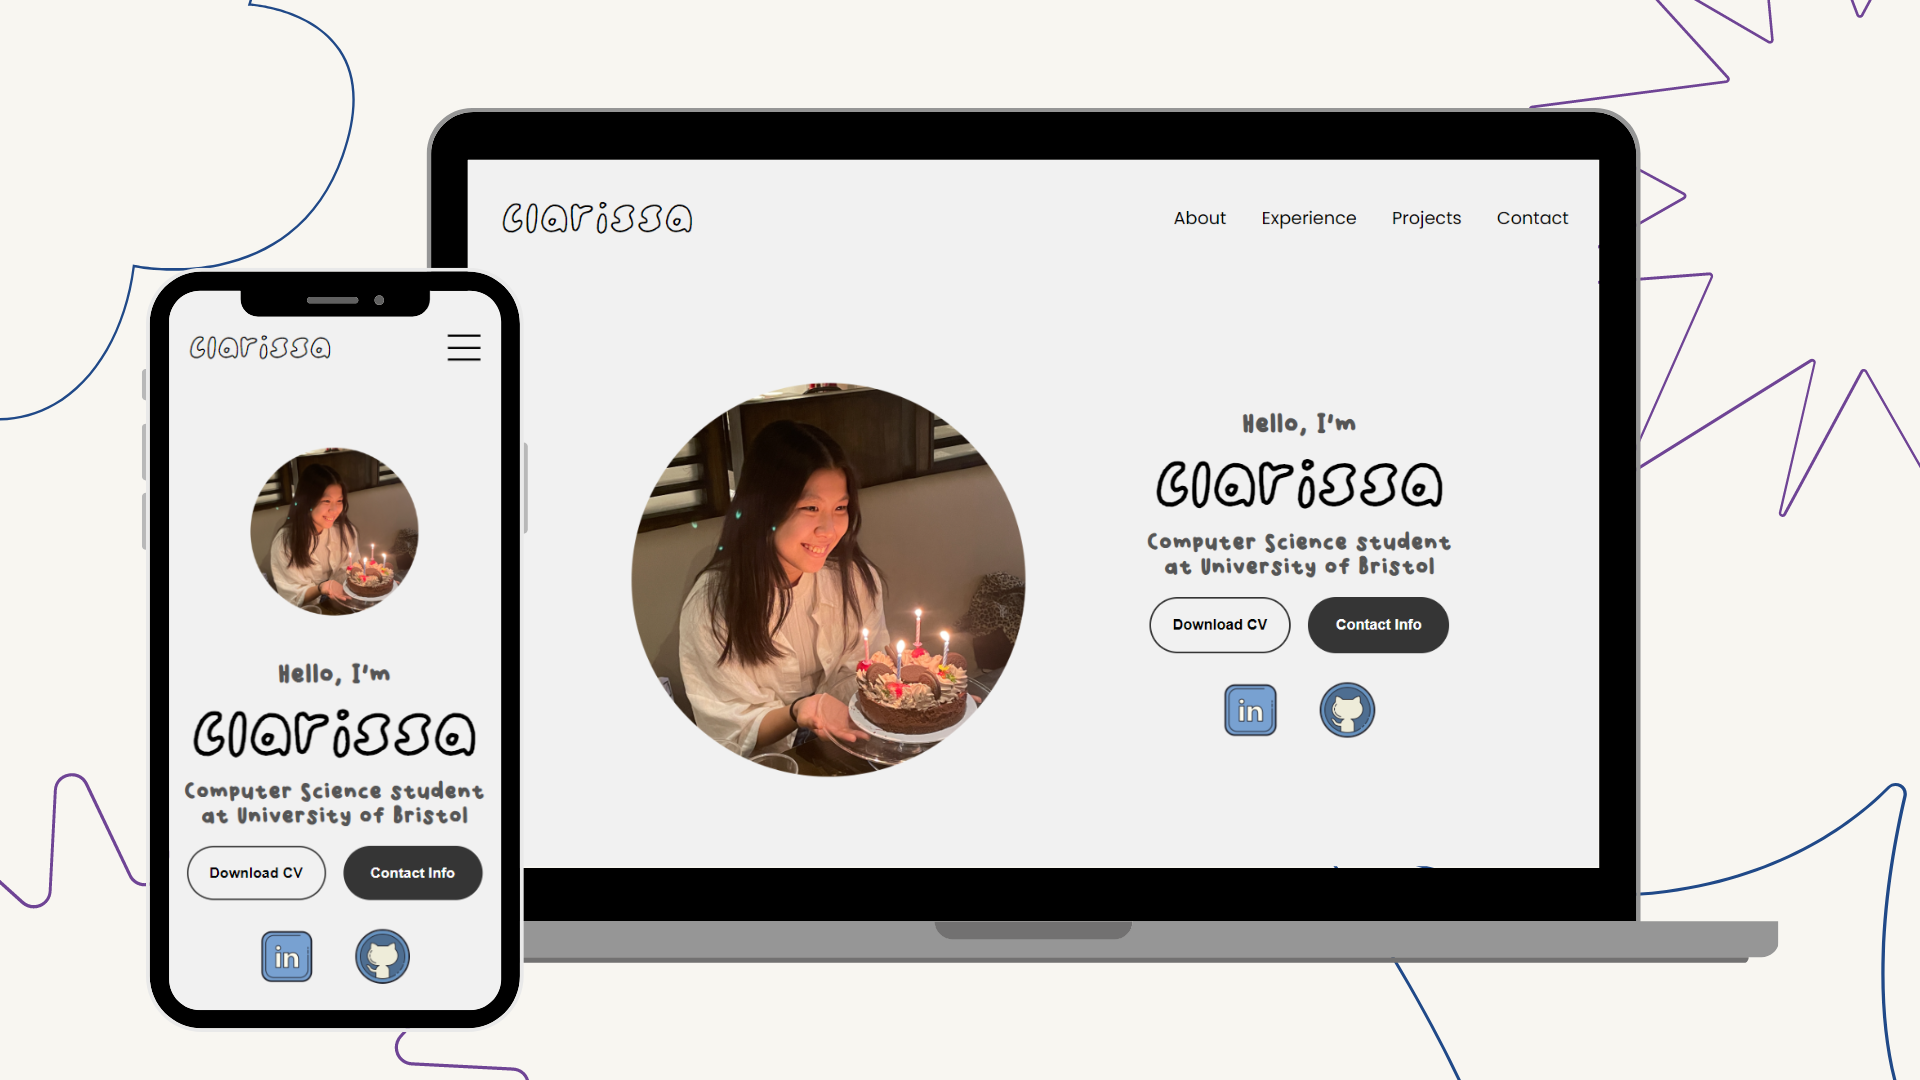 Clarissa
About Experience Projects Contact
Hello, I'm
Clarissa
Computer Science student
at University of Bristol
Download CV Contact Info
in
Clarissa
Hello, I'm
Clarissa
Computer Science student
at University of Bristol
Download CV Contact Info
in